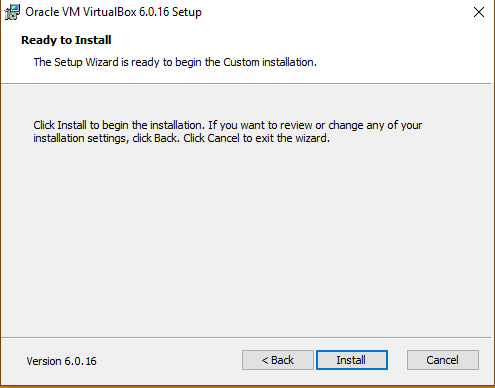 Oracle VM VirtualBox 6.0.16 Setup
Ready to Install
The Setup Wizard is ready to begin the Custom installation.
Click Install to begin the installation. If you want to review or change any of your
installation settings, click Back. Click Cancel to exit the wizard.
Version 6.0.16
< Back
Install
Cancel